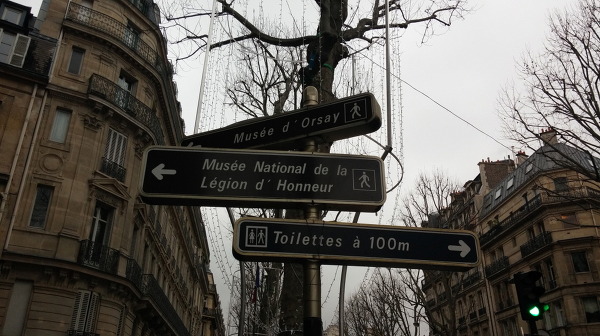 Musée d'Orsay
Musée National de la
Légion d'Honneur
Toilettes à 100m